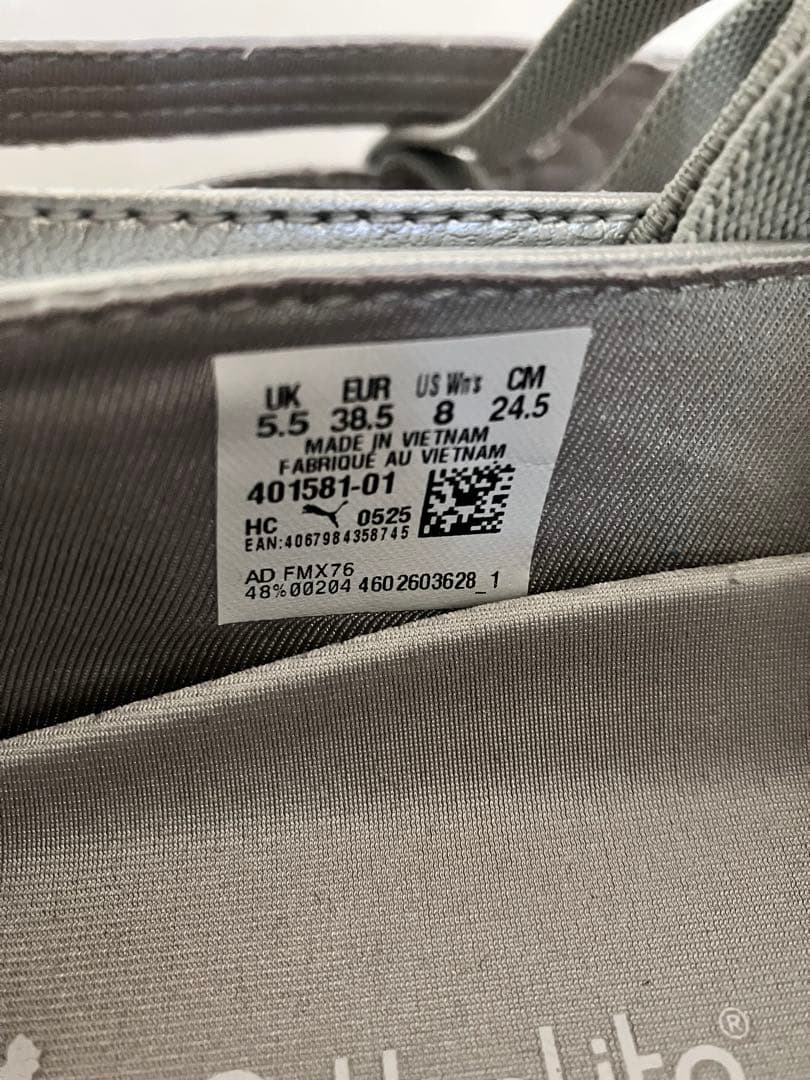 UK EUR US Wn's CM
5.5 38.5 8 24.5
MADE IN VIETNAM
FABRIQUÉ AU VIETNAM
401581-01
HC 0525
EAN:4067984358745
AD FMX76
48%00204 4602603628_1
®